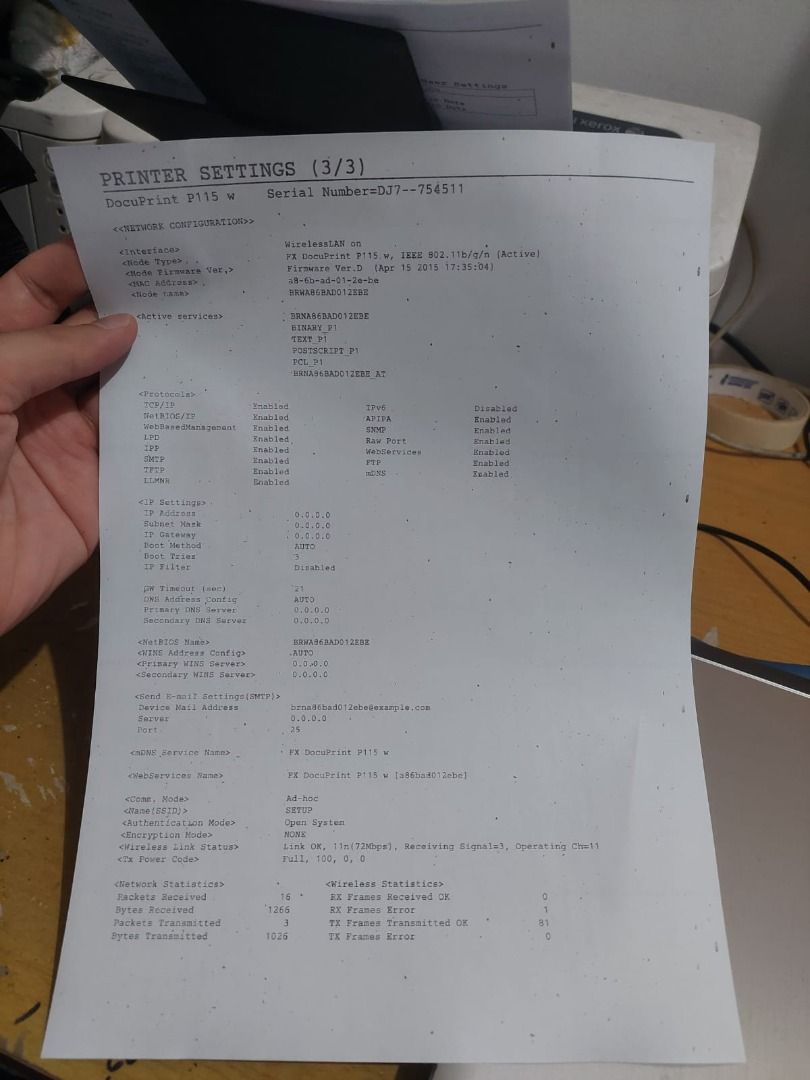 xerox
PRINTER SETTINGS (3/3)
DocuPrint P115 w Serial Number=DJ7--754511
<<NETWORK CONFIGURATION>>
<Interface> WirelessLAN on
<Node Type> FX DocuPrint P115 w, IEEE 802.11b/g/n (Active)
<Node Firmware Ver.> Firmware Ver.D (Apr 15 2015 17:35:04)
<MAC Address> a8-6b-ad-01-2e-be
<Node name> BRWA86BAD012EBE
<Active services> BRNA86BAD012EBE
BINARY_P1
TEXT_P1
POSTSCRIPT_P1
PCL_P1
BRNA86BAD012EBE_AT
<Protocols>
TCP/IP Enabled IPv6 Disabled
NetBIOS/IP Enabled APIPA Enabled
WebBasedManagement Enabled SNMP Enabled
LPD Enabled Raw Port Enabled
IPP Enabled WebServices Enabled
SMTP Enabled FTP Enabled
TFTP Enabled mDNS Enabled
LLMNR Enabled
<IP Settings>
IP Address 0.0.0.0
Subnet Mask 0.0.0.0
IP Gateway 0.0.0.0
Boot Method AUTO
Boot Tries 3
IP Filter Disabled
GW Timeout (sec) 21
DNS Address Config AUTO
Primary DNS Server 0.0.0.0
Secondary DNS Server 0.0.0.0
<NetBIOS Name> BRWA86BAD012EBE
<WINS Address Config> AUTO
<Primary WINS Server> 0.0.0.0
<Secondary WINS Server> 0.0.0.0
<Send E-mail Settings(SMTP)>
Device Mail Address brna86bad012ebe@example.com
Server 0.0.0.0
Port 25
<mDNS Service Name> FX DocuPrint P115 w
<WebServices Name> FX DocuPrint P115 w [a86bad012ebe]
<Comm. Mode> Ad-hoc
<Name(SSID)> SETUP
<Authentication Mode> Open System
<Encryption Mode> NONE
<Wireless Link Status> Link OK, 11n(72Mbps), Receiving Signal=3, Operating Ch=11
<Tx Power Code> Full, 100, 0, 0
<Network Statistics> <Wireless Statistics>
Packets Received 16 RX Frames Received OK 0
Bytes Received 1266 RX Frames Error 1
Packets Transmitted 3 TX Frames Transmitted OK 81
Bytes Transmitted 1026 TX Frames Error 0